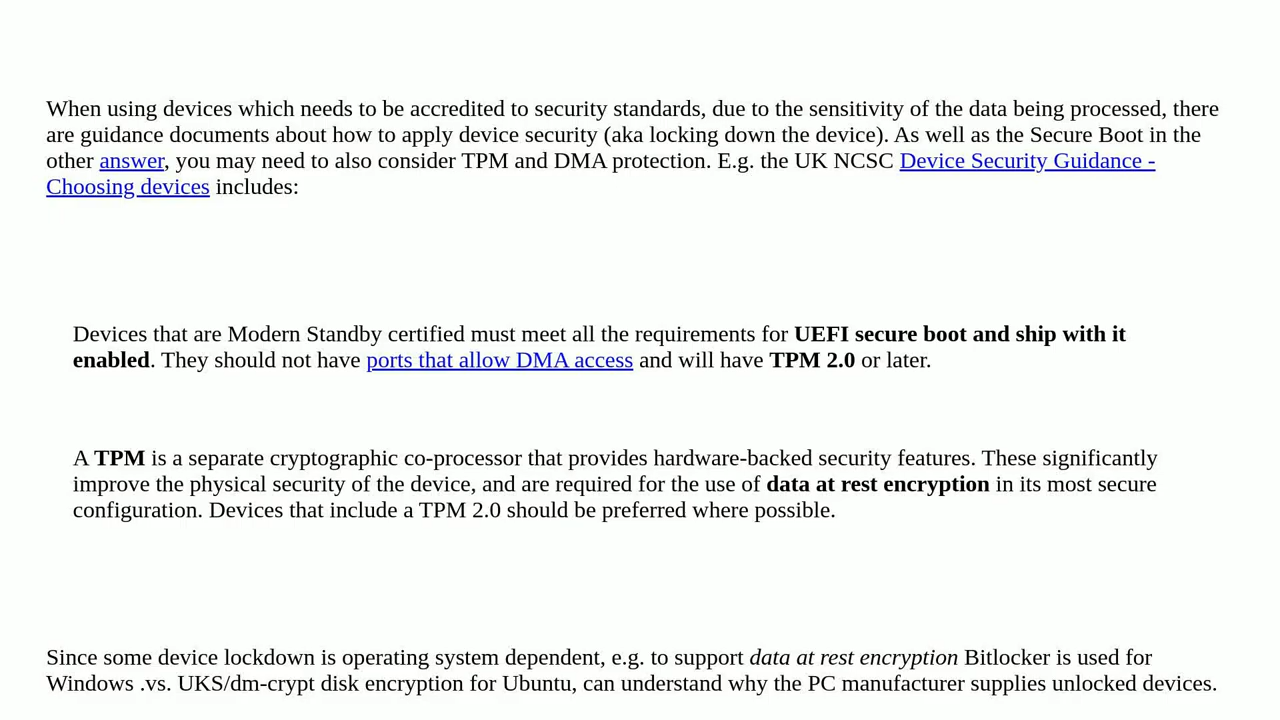 When using devices which needs to be accredited to security standards, due to the sensitivity of the data being processed, there
are guidance documents about how to apply device security (aka locking down the device). As well as the Secure Boot in the
other answer, you may need to also consider TPM and DMA protection. E.g. the UK NCSC Device Security Guidance -
Choosing devices includes:
Devices that are Modern Standby certified must meet all the requirements for UEFI secure boot and ship with it
enabled. They should not have ports that allow DMA access and will have TPM 2.0 or later.
A TPM is a separate cryptographic co-processor that provides hardware-backed security features. These significantly
improve the physical security of the device, and are required for the use of data at rest encryption in its most secure
configuration. Devices that include a TPM 2.0 should be preferred where possible.
Since some device lockdown is operating system dependent, e.g. to support data at rest encryption Bitlocker is used for
Windows .vs. UKS/dm-crypt disk encryption for Ubuntu, can understand why the PC manufacturer supplies unlocked devices.